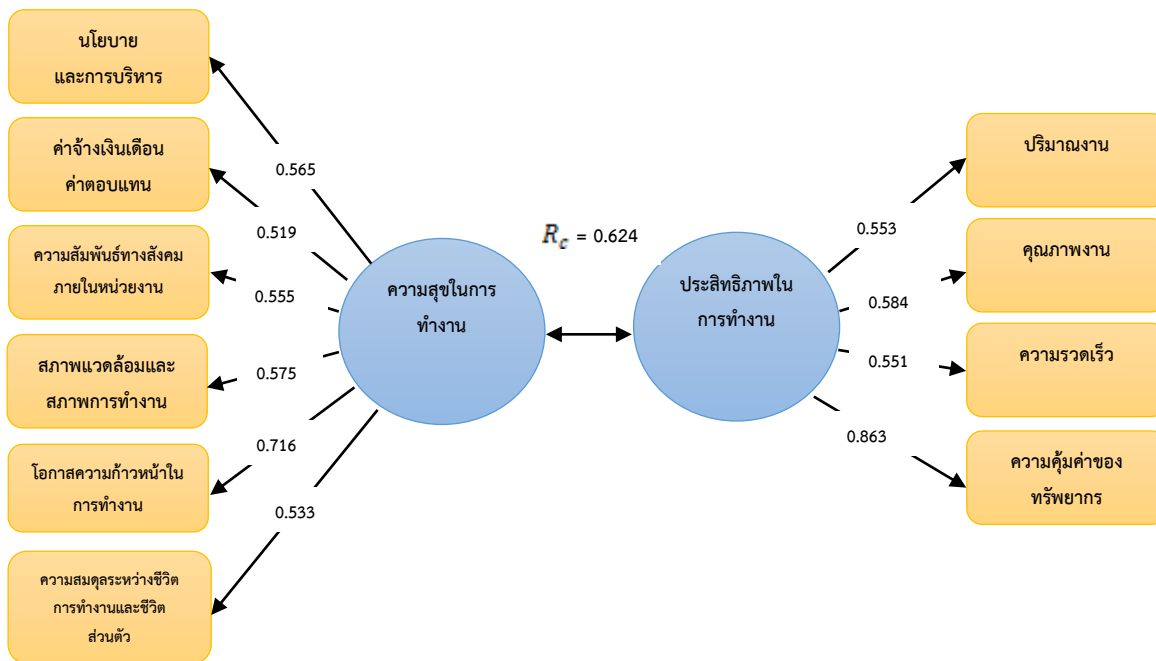 นโยบาย
และการบริหาร
ค่าจ้างเงินเดือน
ค่าตอบแทน
ความสัมพันธ์ทางสังคม
ภายในหน่วยงาน
สภาพแวดล้อมและ
สภาพการทำงาน
โอกาสความก้าวหน้าใน
การทำงาน
ความสมดุลระหว่างชีวิต
การทำงานและชีวิต
ส่วนตัว
0.565
0.519
0.555
0.575
0.716
0.533
ความสุขในการ
ทำงาน
R_c = 0.624
ประสิทธิภาพใน
การทำงาน
0.553
0.584
0.551
0.863
ปริมาณงาน
คุณภาพงาน
ความรวดเร็ว
ความคุ้มค่าของ
ทรัพยากร